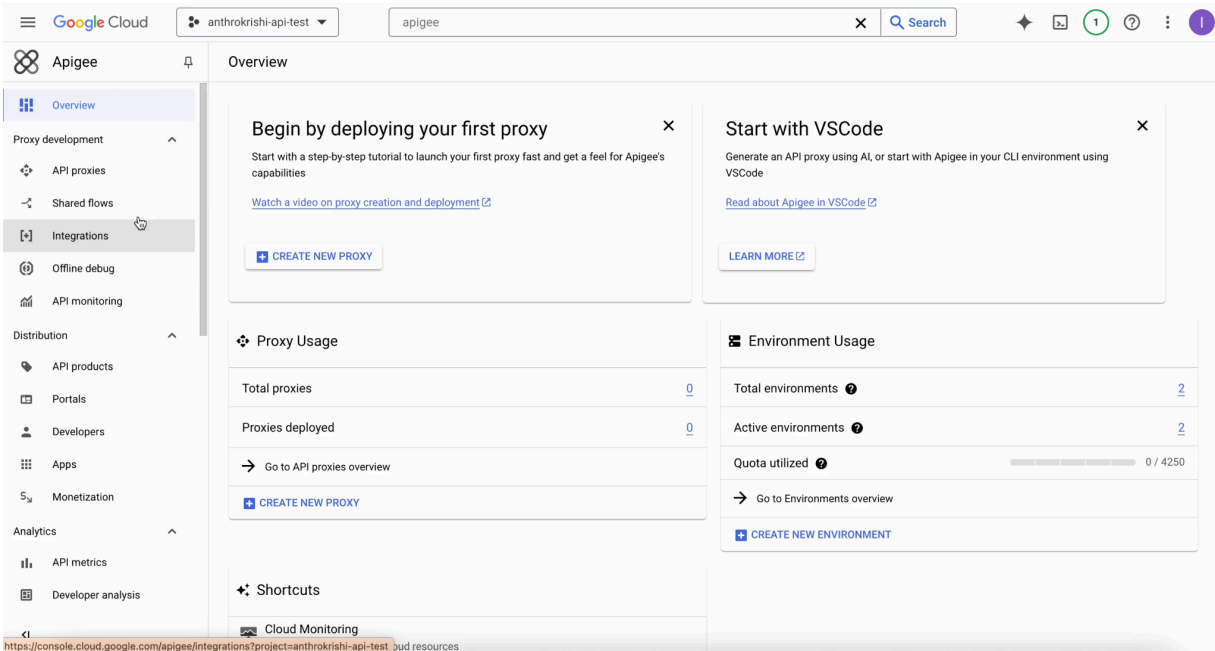 Google Cloud
anthrokrishi-api-test
apigee
Search
1
I
Apigee
Overview
Overview
Proxy development
API proxies
Shared flows
Integrations
Offline debug
API monitoring
Distribution
API products
Portals
Developers
Apps
Monetization
Analytics
API metrics
Developer analysis
Begin by deploying your first proxy
Start with a step-by-step tutorial to launch your first proxy fast and get a feel for Apigee's
capabilities
Watch a video on proxy creation and deployment
CREATE NEW PROXY
Start with VSCode
Generate an API proxy using AI, or start with Apigee in your CLI environment using
VSCode
Read about Apigee in VSCode
LEARN MORE
Proxy Usage
Total proxies 0
Proxies deployed 0
Go to API proxies overview
CREATE NEW PROXY
Environment Usage
Total environments 2
Active environments 2
Quota utilized 0 / 4250
Go to Environments overview
CREATE NEW ENVIRONMENT
Shortcuts
Cloud Monitoring
resources
https://console.cloud.google.com/apigee/integrations?project=anthrokrishi-api-test